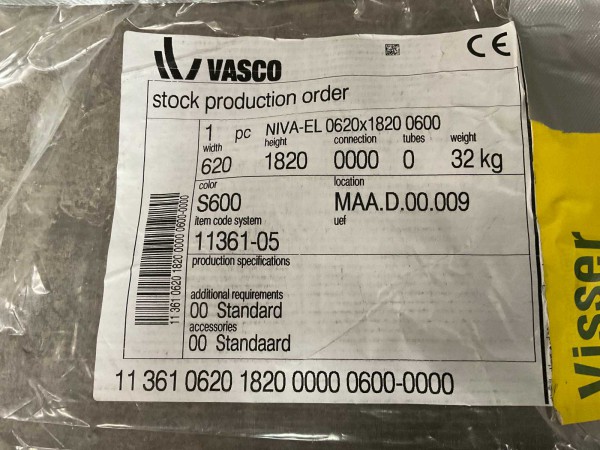 VASCO
CE
stock production order
1 pc NIVA-EL 0620x1820 0600
width height connection tubes weight
620 1820 0000 0 32 kg
color location
S600 MAA.D.00.009
item code system uef
11361-05
production specifications
additional requirements
00 Standard
accessories
00 Standaard
11 361 0620 1820 0000 0600-0000
11 361 0620 1820 0000 0600-0000
Visser